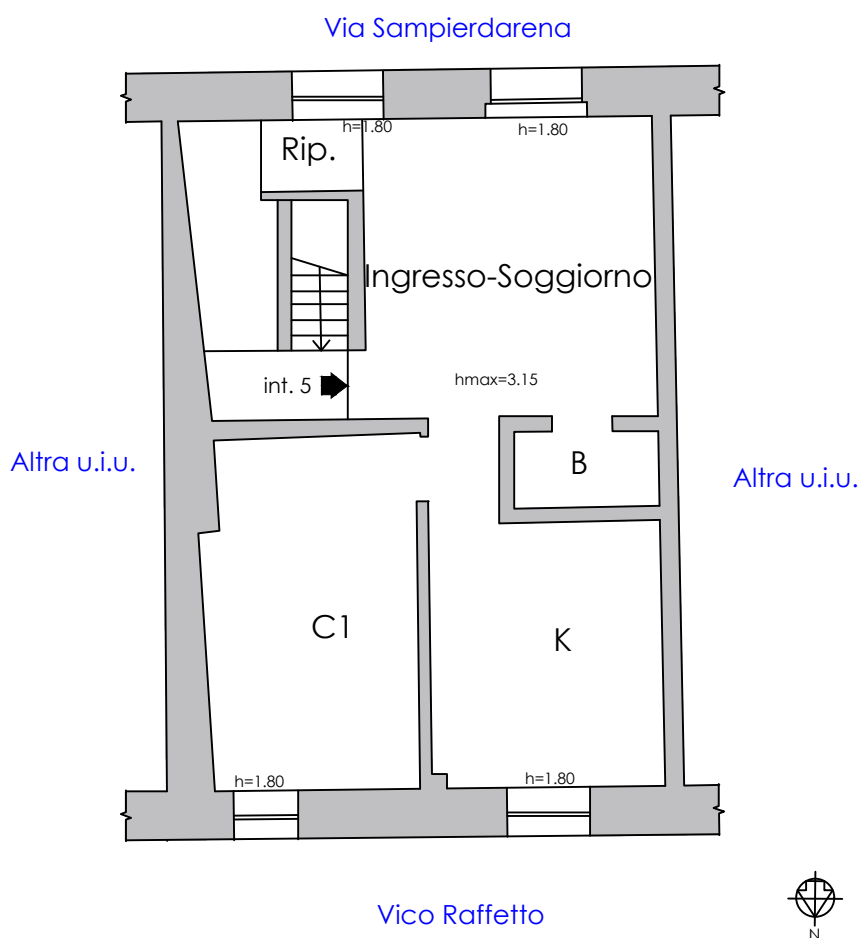 Via Sampierdarena
h=1.80
h=1.80
Rip.
Ingresso-Soggiorno
int. 5
hmax=3.15
Altra u.i.u.
B
Altra u.i.u.
C1
K
h=1.80
h=1.80
Vico Raffetto
N